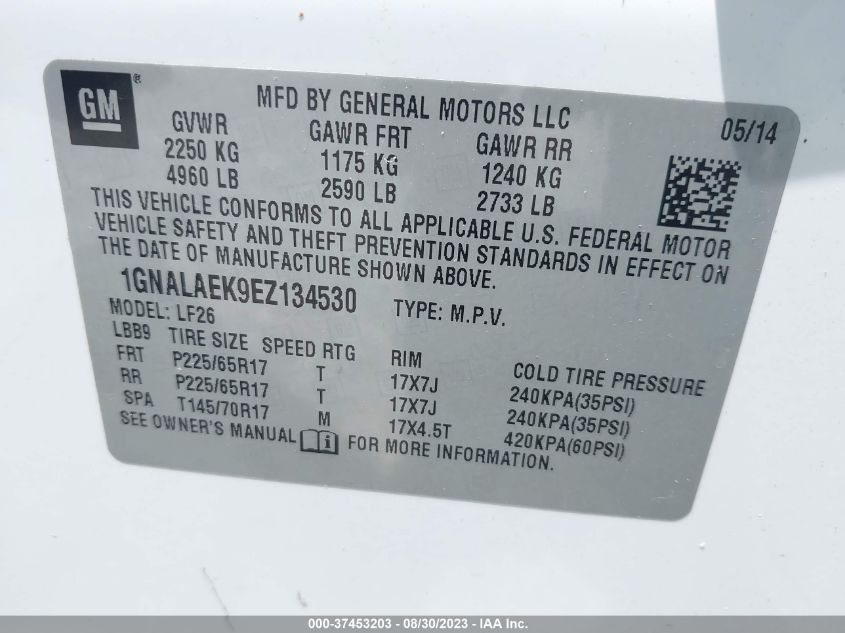 GM ®
MFD BY GENERAL MOTORS LLC
05/14
GVWR GAWR FRT GAWR RR
2250 KG 1175 KG 1240 KG
4960 LB 2590 LB 2733 LB
THIS VEHICLE CONFORMS TO ALL APPLICABLE U.S. FEDERAL MOTOR
VEHICLE SAFETY AND THEFT PREVENTION STANDARDS IN EFFECT ON
THE DATE OF MANUFACTURE SHOWN ABOVE.
1GNALAEK9EZ134530 TYPE: M.P.V.
MODEL: LF26
LBB9 TIRE SIZE SPEED RTG RIM COLD TIRE PRESSURE
FRT P225/65R17 T 17X7J 240KPA(35PSI)
RR P225/65R17 T 17X7J 240KPA(35PSI)
SPA T145/70R17 M 17X4.5T 420KPA(60PSI)
SEE OWNER'S MANUAL i FOR MORE INFORMATION.
000-37453203 - 08/30/2023 - IAA Inc.